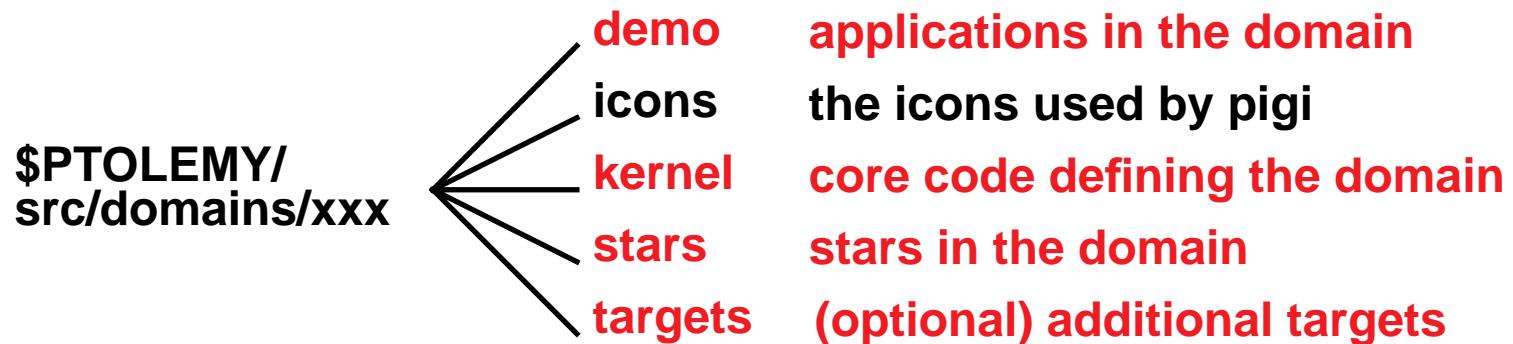 demo applications in the domain
icons the icons used by pigi
$PTOLEMY/
src/domains/xxx
kernel core code defining the domain
stars stars in the domain
targets (optional) additional targets